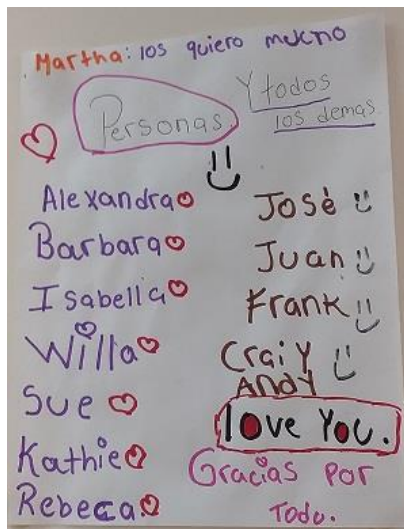 Martha: los quiero mucho
Personas
Y todos
los demas.
Alexandra
Barbara
Isabella
Willa
Sue
Kathie
Rebeca.
José
Juan
Frank
Craiy
ANDY
love You.
Gracias Por
Todo.